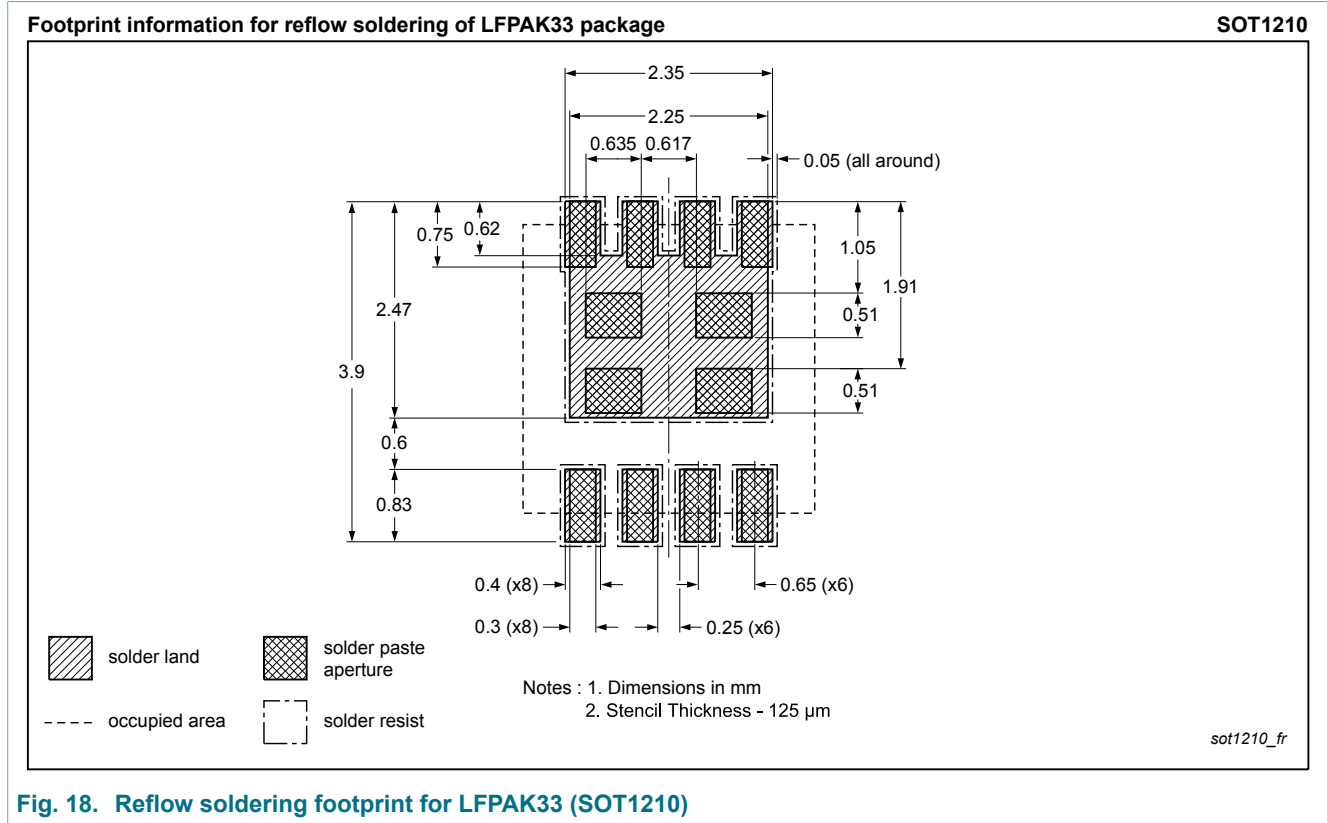 Footprint information for reflow soldering of LFPAK33 package SOT1210
2.35
2.25
0.635 0.617
0.05 (all around)
0.75 0.62
1.05
1.91
2.47
0.51
3.9
0.51
0.6
0.83
0.4 (x8)
0.65 (x6)
0.3 (x8)
0.25 (x6)
solder land
solder paste
aperture
occupied area
solder resist
Notes : 1. Dimensions in mm
2. Stencil Thickness - 125 µm
sot1210_fr
Fig. 18. Reflow soldering footprint for LFPAK33 (SOT1210)